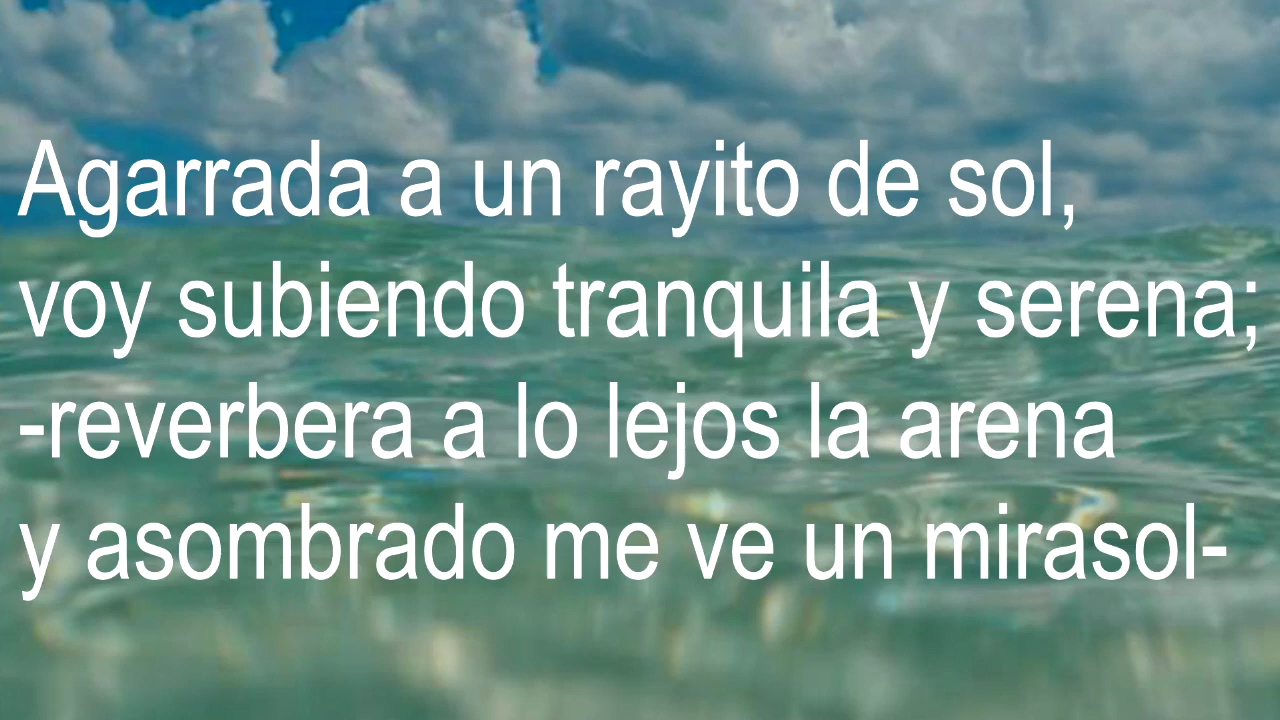 Agarrada a un rayito de sol,
voy subiendo tranquila y serena;
-reverbera a lo lejos la arena
y asombrado me ve un mirasol-